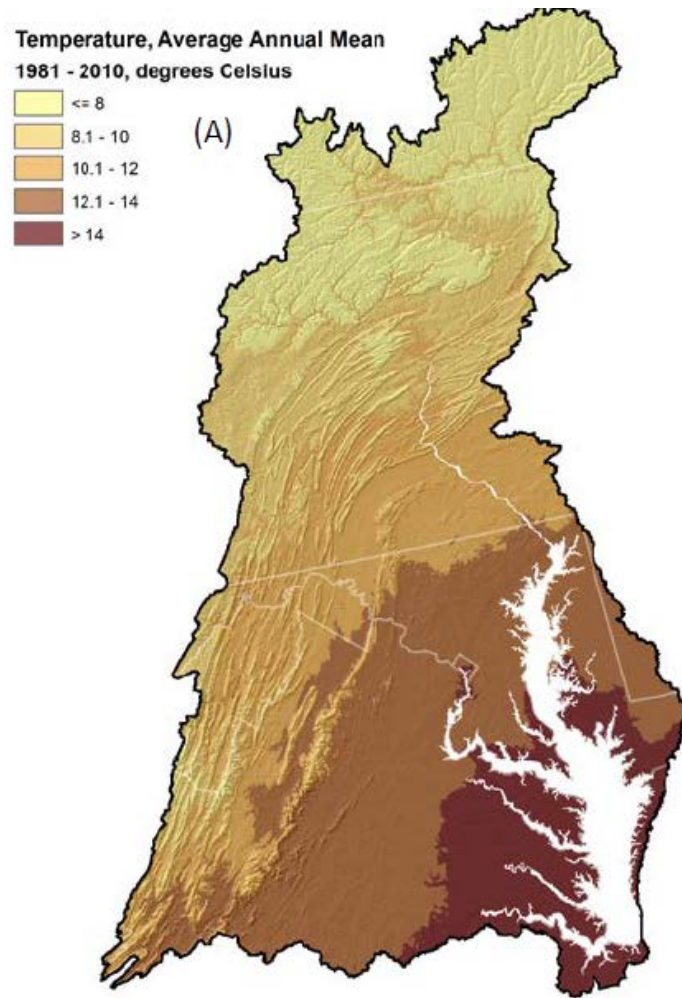 Temperature, Average Annual Mean
1981 - 2010, degrees Celsius
<= 8
(A)
8.1 - 10
10.1 - 12
12.1 - 14
> 14